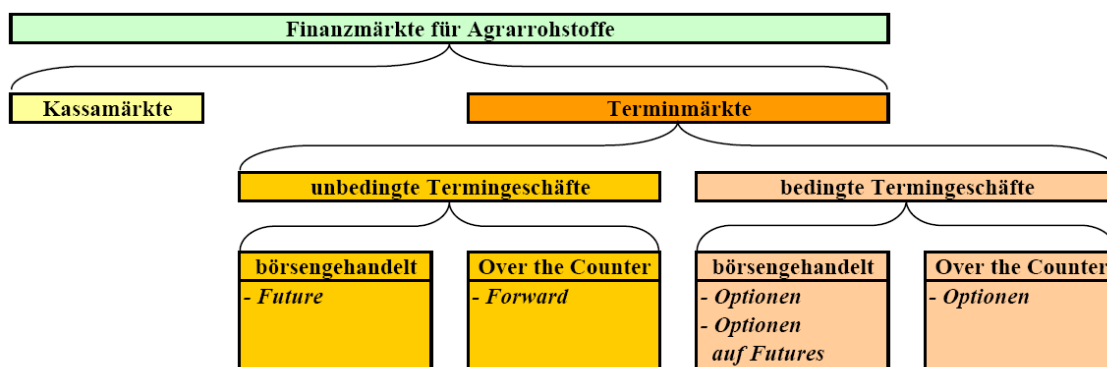 Finanzmärkte für Agrarrohstoffe
Kassamärkte
Terminmärkte
unbedingte Termingeschäfte
bedingte Termingeschäfte
börsengehandelt
- Future
Over the Counter
- Forward
börsengehandelt
- Optionen
- Optionen
auf Futures
Over the Counter
- Optionen